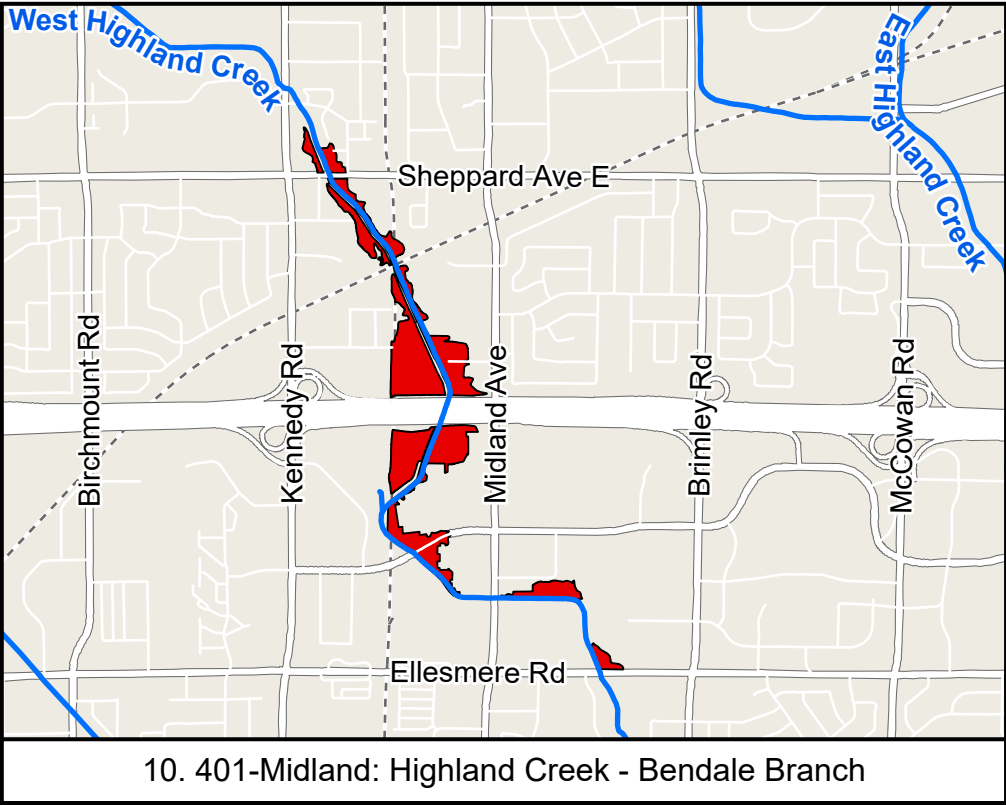 West Highland Creek
East Highland Creek
Sheppard Ave E
Birchmount Rd
Kennedy Rd
Midland Ave
Brimley Rd
McCowan Rd
Ellesmere Rd
10. 401-Midland: Highland Creek - Bendale Branch